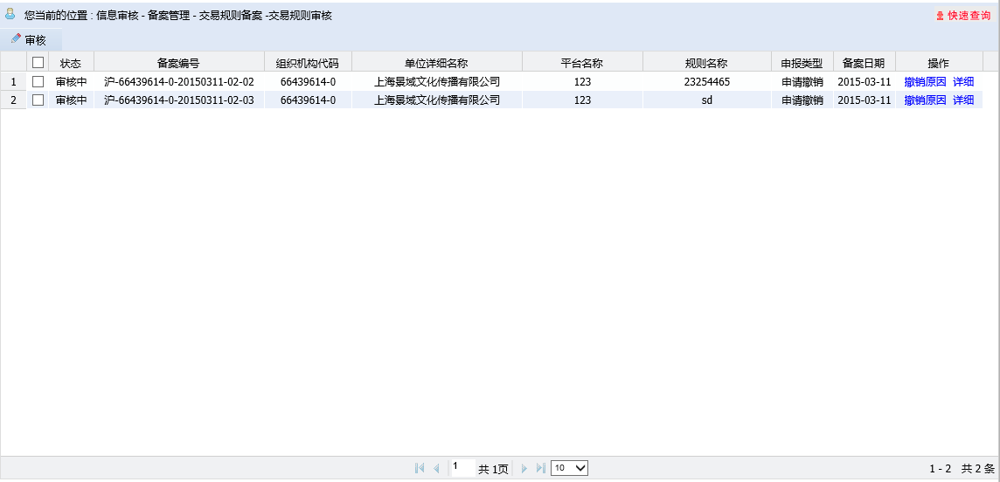 您当前的位置 : 信息审核 - 备案管理 - 交易规则备案 -交易规则审核 快速查询
审核
状态 备案编号 组织机构代码 单位详细名称 平台名称 规则名称 申报类型 备案日期 操作
1 审核中 沪-66439614-0-20150311-02-02 66439614-0 上海景域文化传播有限公司 123 23254465 申请撤销 2015-03-11 撤销原因 详细
2 审核中 沪-66439614-0-20150311-02-03 66439614-0 上海景域文化传播有限公司 123 sd 申请撤销 2015-03-11 撤销原因 详细
1 共 1页 10 1 - 2 共 2 条